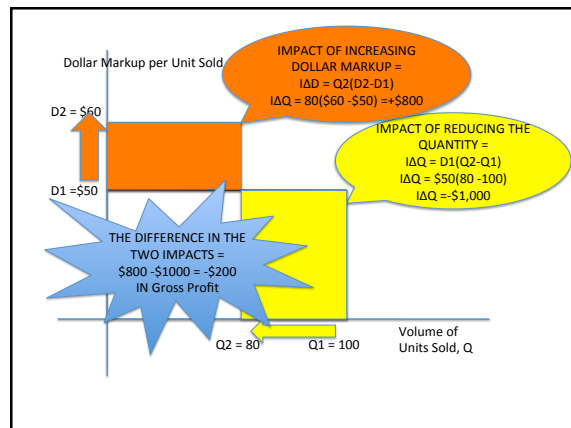 Dollar Markup per Unit Sold
IMPACT OF INCREASING
DOLLAR MARKUP =
IΔD = Q2(D2-D1)
IΔQ = 80($60 -$50) =+$800
D2 = $60
IMPACT OF REDUCING THE
QUANTITY =
IΔQ = D1(Q2-Q1)
IΔQ = $50(80 -100)
IΔQ =-$1,000
D1 =$50
THE DIFFERENCE IN THE
TWO IMPACTS =
$800 -$1000 = -$200
IN Gross Profit
Q2 = 80
Q1 = 100
Volume of
Units Sold, Q